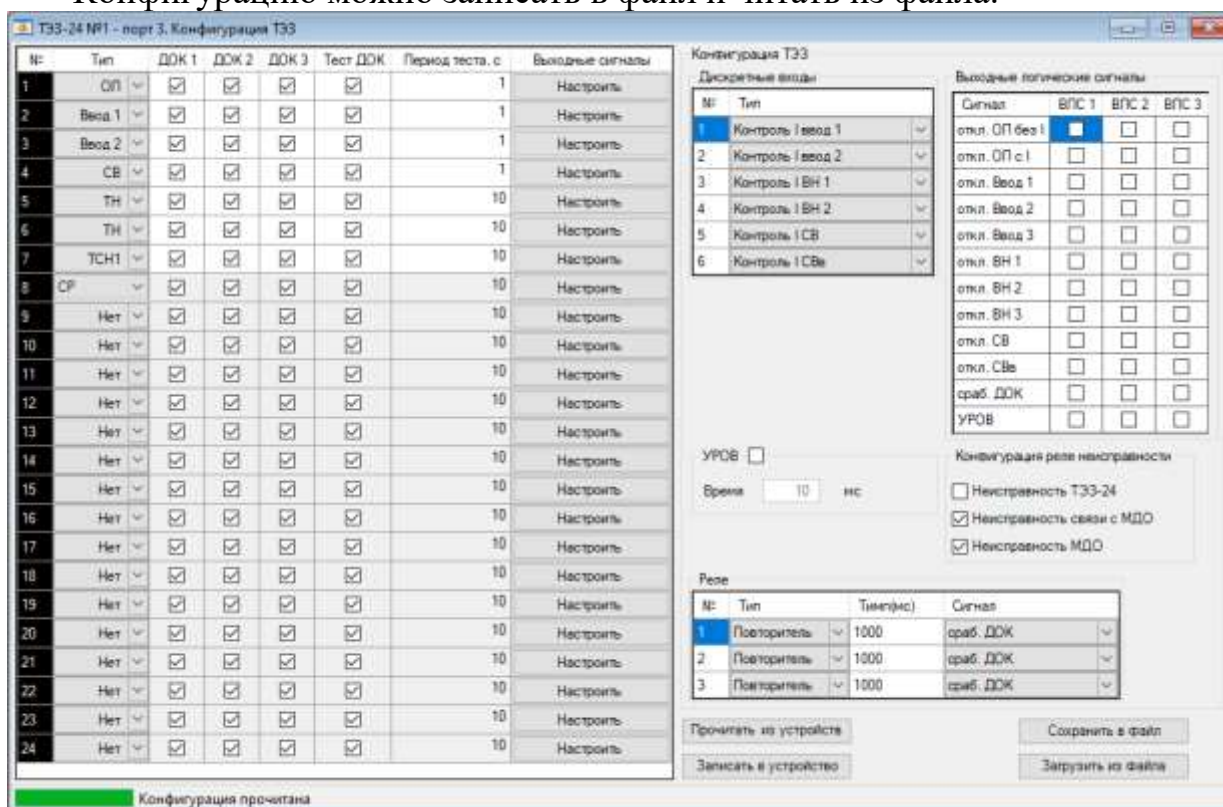 Конфигурацию можно записать в файл и читать из файла.
ТЭЗ-24 №1 - порт 3. Конфигурация ТЭЗ
№ Тип ДОК 1 ДОК 2 ДОК 3 Тест ДОК Период теста, с Выходные сигналы
1 ОП 1 Настроить
2 Ввод 1 1 Настроить
3 Ввод 2 1 Настроить
4 СВ 1 Настроить
5 ТН 10 Настроить
6 ТН 10 Настроить
7 ТСН1 10 Настроить
8 СР 10 Настроить
9 Нет 10 Настроить
10 Нет 10 Настроить
11 Нет 10 Настроить
12 Нет 10 Настроить
13 Нет 10 Настроить
14 Нет 10 Настроить
15 Нет 10 Настроить
16 Нет 10 Настроить
17 Нет 10 Настроить
18 Нет 10 Настроить
19 Нет 10 Настроить
20 Нет 10 Настроить
21 Нет 10 Настроить
22 Нет 10 Настроить
23 Нет 10 Настроить
24 Нет 10 Настроить
Конфигурация ТЭЗ
Дискретные входы
№ Тип
1 Контроль I ввод 1
2 Контроль I ввод 2
3 Контроль I ВН 1
4 Контроль I ВН 2
5 Контроль I СВ
6 Контроль I СВв
Выходные логические сигналы
Сигнал ВЛС 1 ВЛС 2 ВЛС 3
откл. ОП без I
откл. ОП с I
откл. Ввод 1
откл. Ввод 2
откл. Ввод 3
откл. ВН 1
откл. ВН 2
откл. ВН 3
откл. СВ
откл. СВв
сраб. ДОК
УРОВ
УРОВ
Время 10 мс
Конфигурация реле неисправности
Неисправность ТЭЗ-24
Неисправность связи с МДО
Неисправность МДО
Реле
№ Тип Тимп(мс) Сигнал
1 Повторитель 1000 сраб. ДОК
2 Повторитель 1000 сраб. ДОК
3 Повторитель 1000 сраб. ДОК
Прочитать из устройств Сохранить в файл
Записать в устройство Загрузить из файла
Конфигурация прочитана